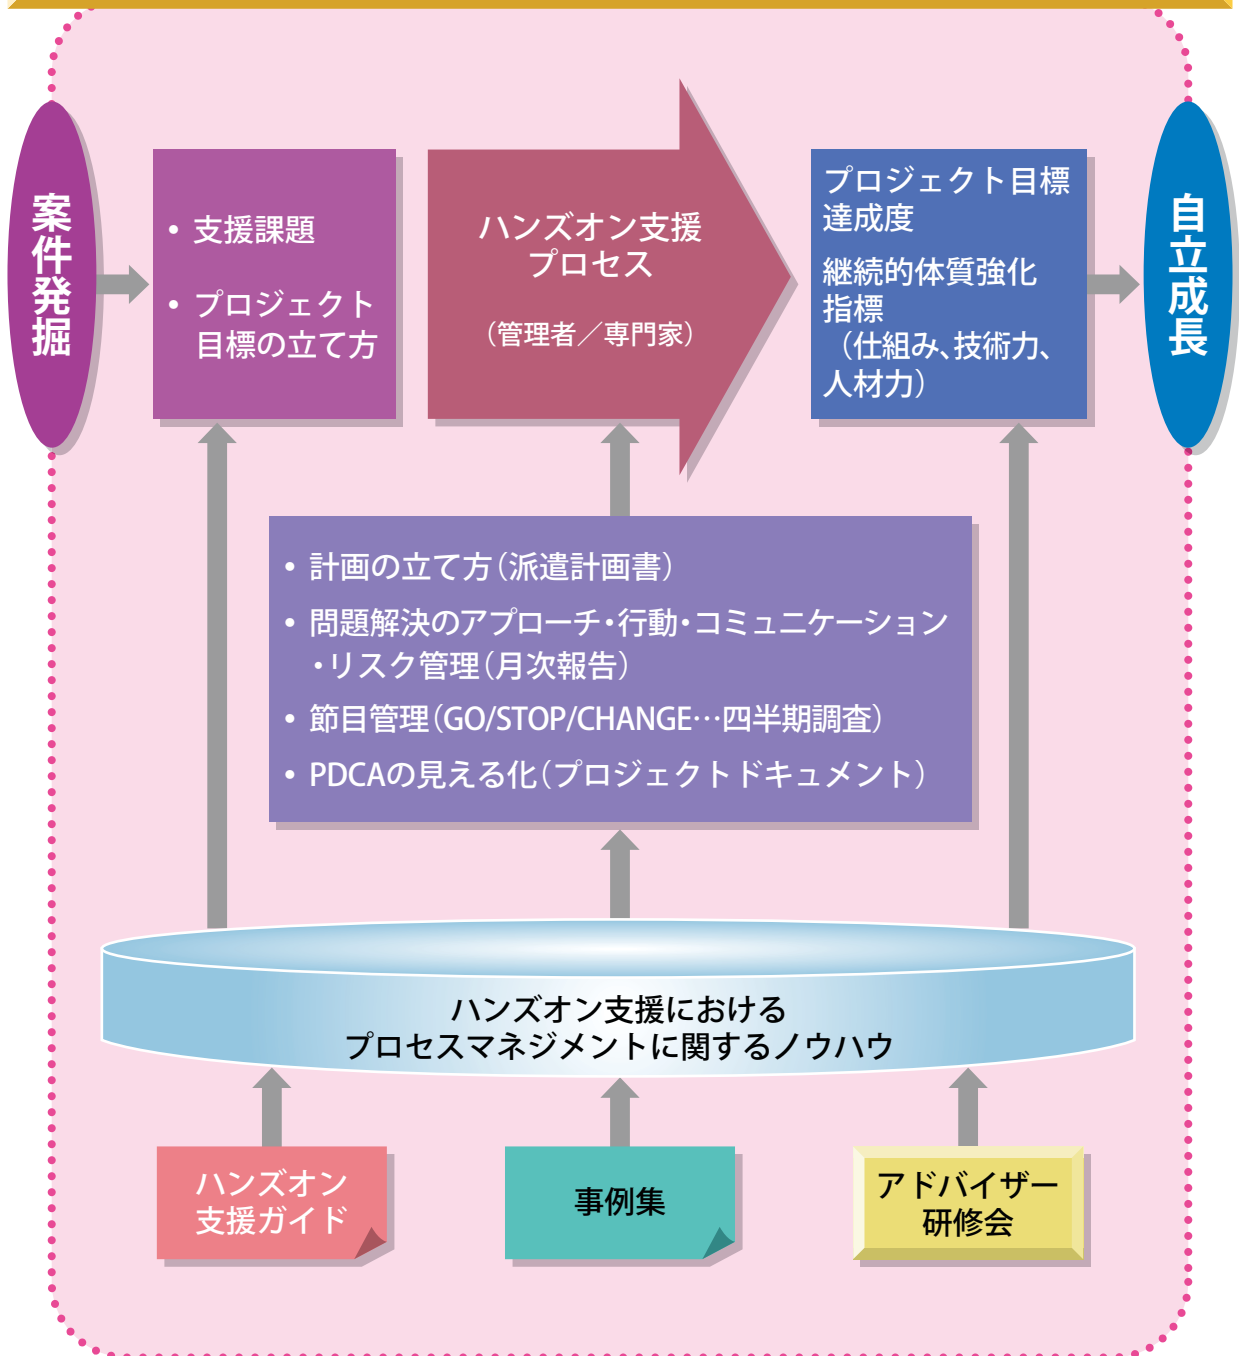 案件発掘
• 支援課題
• プロジェクト
目標の立て方
ハンズオン支援
プロセス
（管理者／専門家）
プロジェクト目標
達成度
継続的体質強化
指標
（仕組み、技術力、
人材力）
自立成長
• 計画の立て方（派遣計画書）
• 問題解決のアプローチ・行動・コミュニケーション
・リスク管理（月次報告）
• 節目管理（GO/STOP/CHANGE…四半期調査）
• PDCAの見える化（プロジェクトドキュメント）
ハンズオン支援における
プロセスマネジメントに関するノウハウ
ハンズオン
支援ガイド
事例集
アドバイザー
研修会